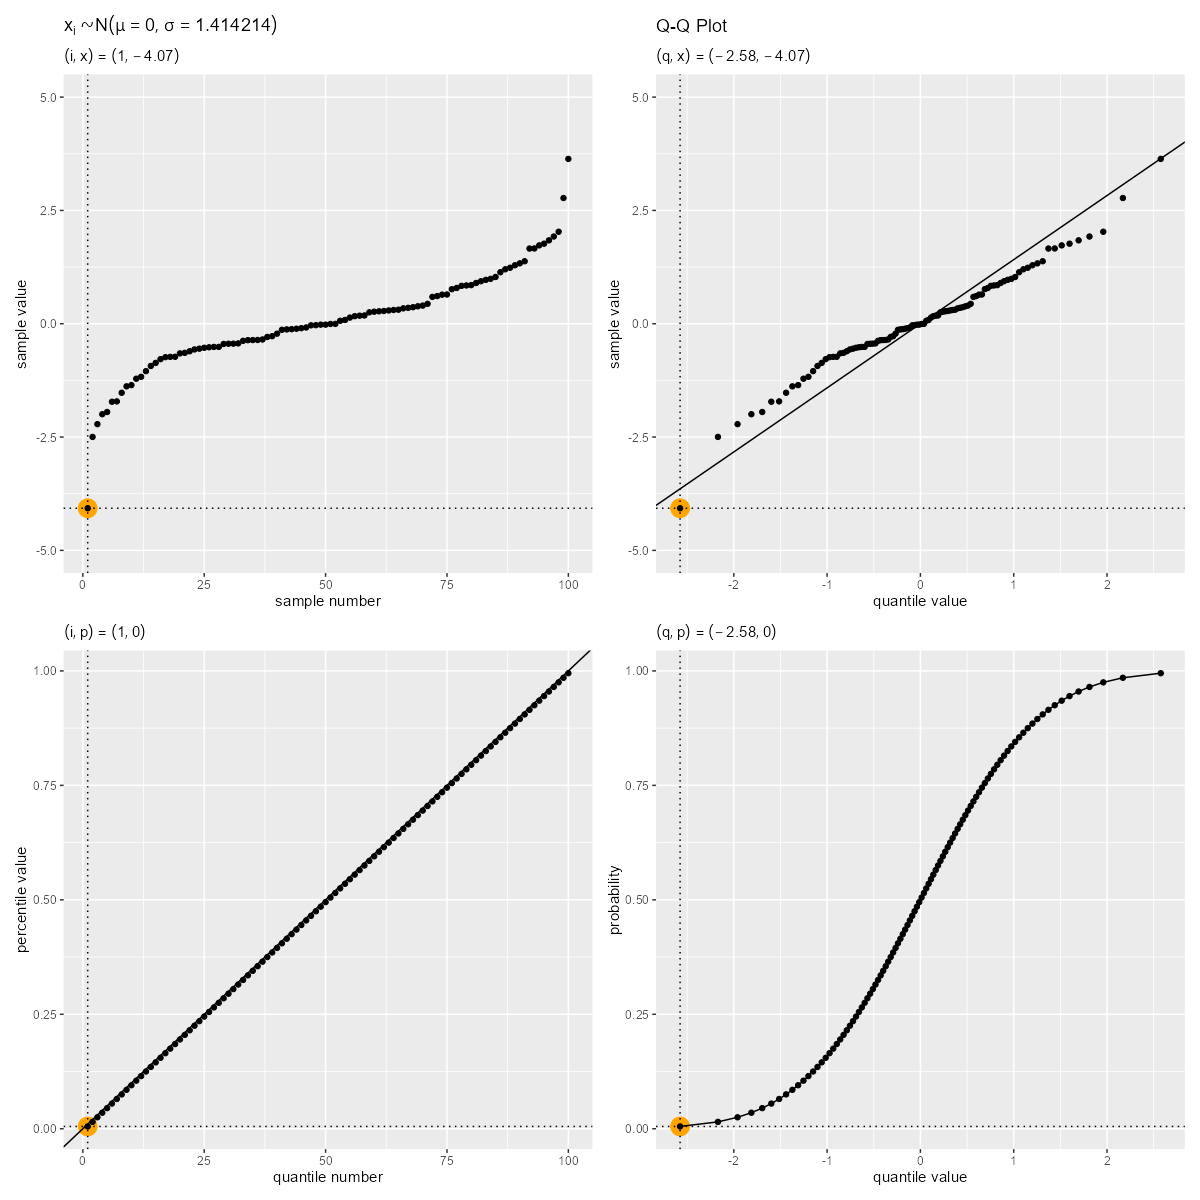 xᵢ ~N(μ = 0, σ = 1.414214)
(i, x) = (1, −4.07)
5.0
2.5
0.0
-2.5
-5.0
sample value
0 25 50 75 100
sample number
Q-Q Plot
(q, x) = (−2.58, −4.07)
5.0
2.5
0.0
-2.5
-5.0
sample value
-2 -1 0 1 2
quantile value
(i, p) = (1, 0)
1.00
0.75
0.50
0.25
0.00
percentile value
0 25 50 75 100
quantile number
(q, p) = (−2.58, 0)
1.00
0.75
0.50
0.25
0.00
probability
-2 -1 0 1 2
quantile value